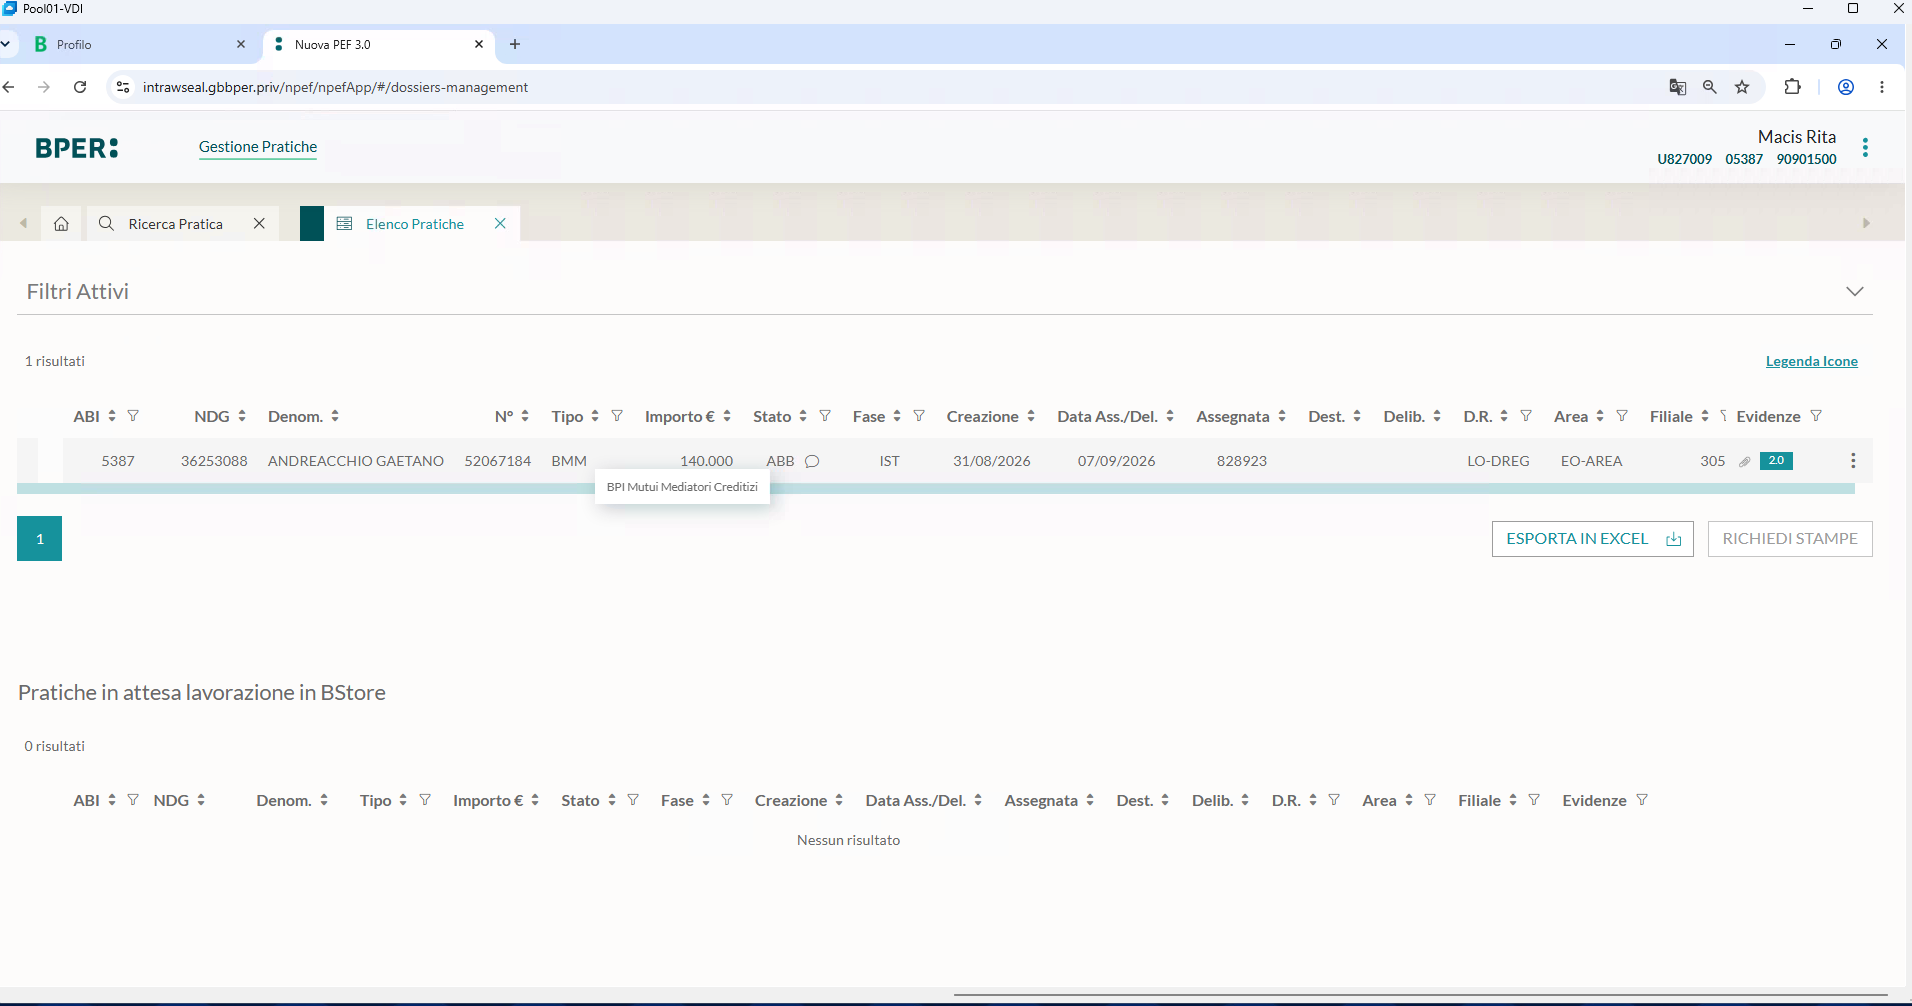 Pool01-VDI
Profilo
Nuova PEF 3.0
intrawseal.gbbper.priv/npef/npefApp/#/dossiers-management
BPER:
Gestione Pratiche
Macis Rita
U827009 05387 90901500
Ricerca Pratica
Elenco Pratiche
Filtri Attivi
1 risultati
Legenda Icone
ABI NDG Denom. N° Tipo Importo € Stato Fase Creazione Data Ass./Del. Assegnata Dest. Delib. D.R. Area Filiale Evidenze
5387 36253088 ANDREACCHIO GAETANO 52067184 BMM 140.000 ABB IST 31/08/2026 07/09/2026 828923 LO-DREG EO-AREA 305 2.0
BPI Mutui Mediatori Creditizi
1
ESPORTA IN EXCEL
RICHIEDI STAMPE
Pratiche in attesa lavorazione in BStore
0 risultati
ABI NDG Denom. Tipo Importo € Stato Fase Creazione Data Ass./Del. Assegnata Dest. Delib. D.R. Area Filiale Evidenze
Nessun risultato